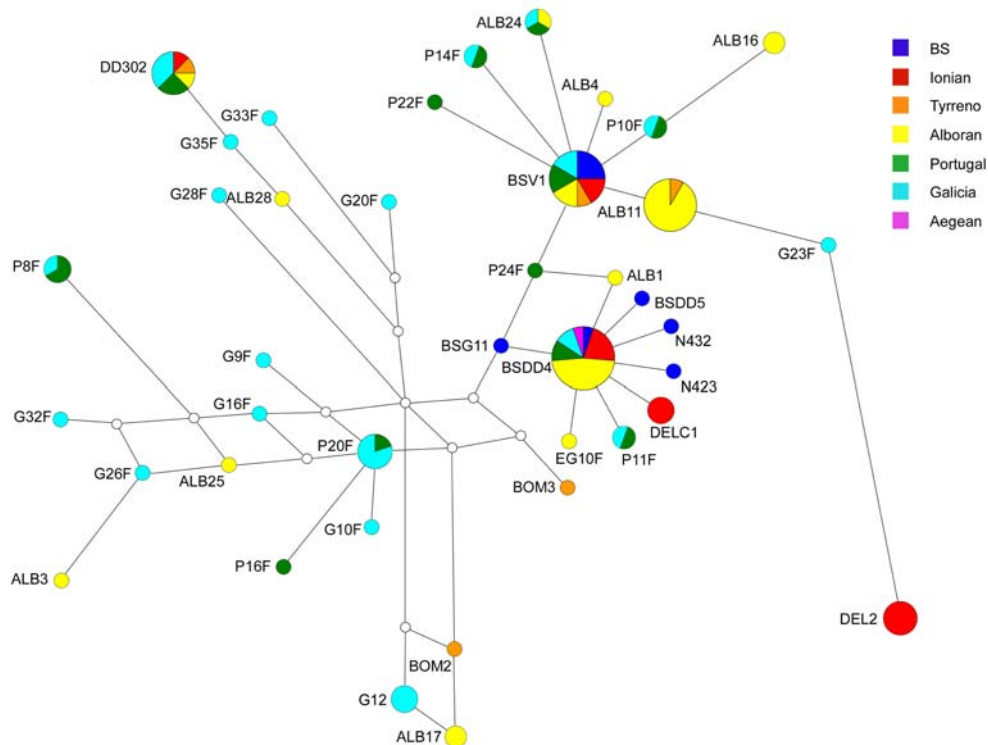 ALB24
ALB16
BS
DD302
P14F
ALB4
Ionian
P22F
P10F
Tyrreno
G33F
Alboran
G35F
BSV1
Portugal
G28F
ALB28
G20F
ALB11
Galicia
Aegean
G23F
P8F
P24F
ALB1
BSDD5
BSG11
N432
G9F
BSDD4
N423
G32F
G16F
DELC1
P20F
EG10F
P11F
G26F
ALB25
BOM3
G10F
P16F
ALB3
DEL2
BOM2
G12
ALB17